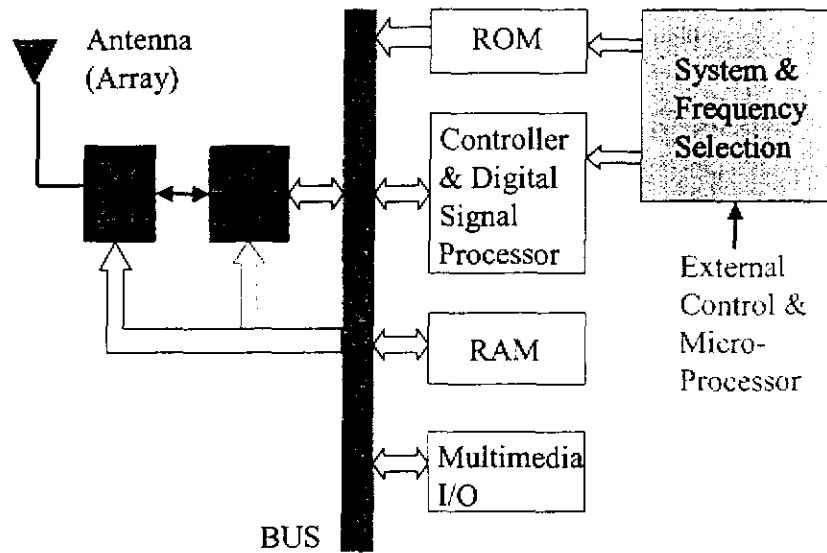 Antenna
(Array)
ROM
System &
Frequency
Selection
Controller
& Digital
Signal
Processor
External
Control &
Micro-
Processor
RAM
Multimedia
I/O
BUS